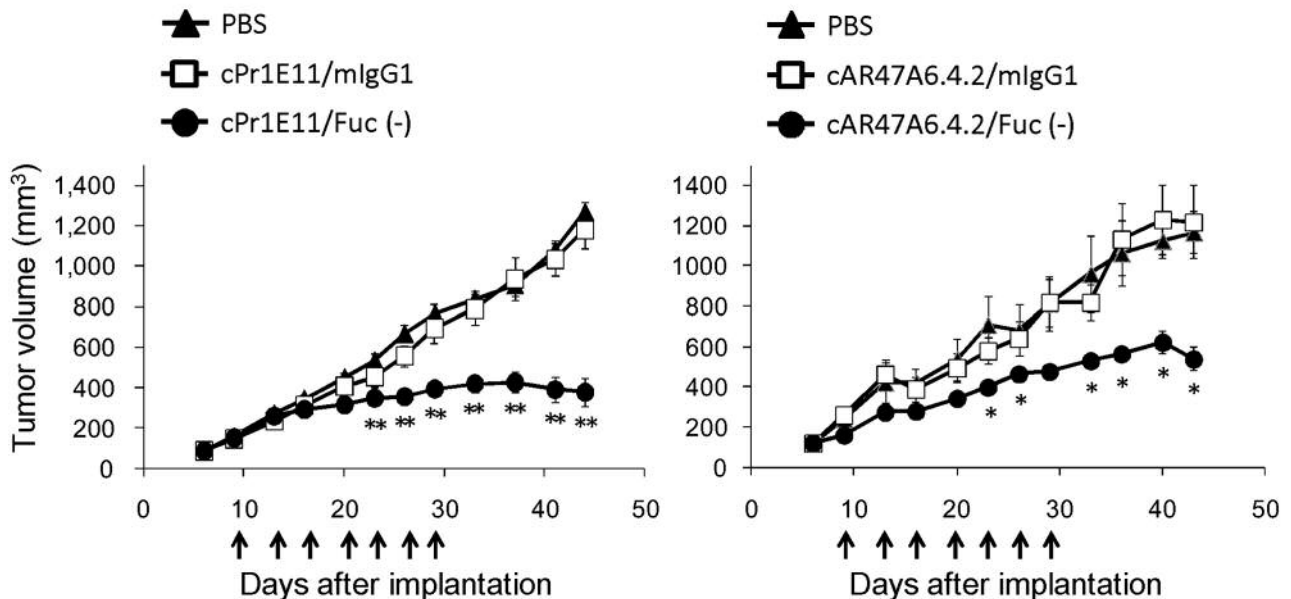 PBS
cPr1E11/mIgG1
cPr1E11/Fuc (-)
Tumor volume (mm³)
1,400
1,200
1,000
800
600
400
200
0
** ** ** ** ** ** **
0 10 20 30 40 50
Days after implantation
PBS
cAR47A6.4.2/mIgG1
cAR47A6.4.2/Fuc (-)
1400
1200
1000
800
600
400
200
0
* * * * * *
0 10 20 30 40 50
Days after implantation